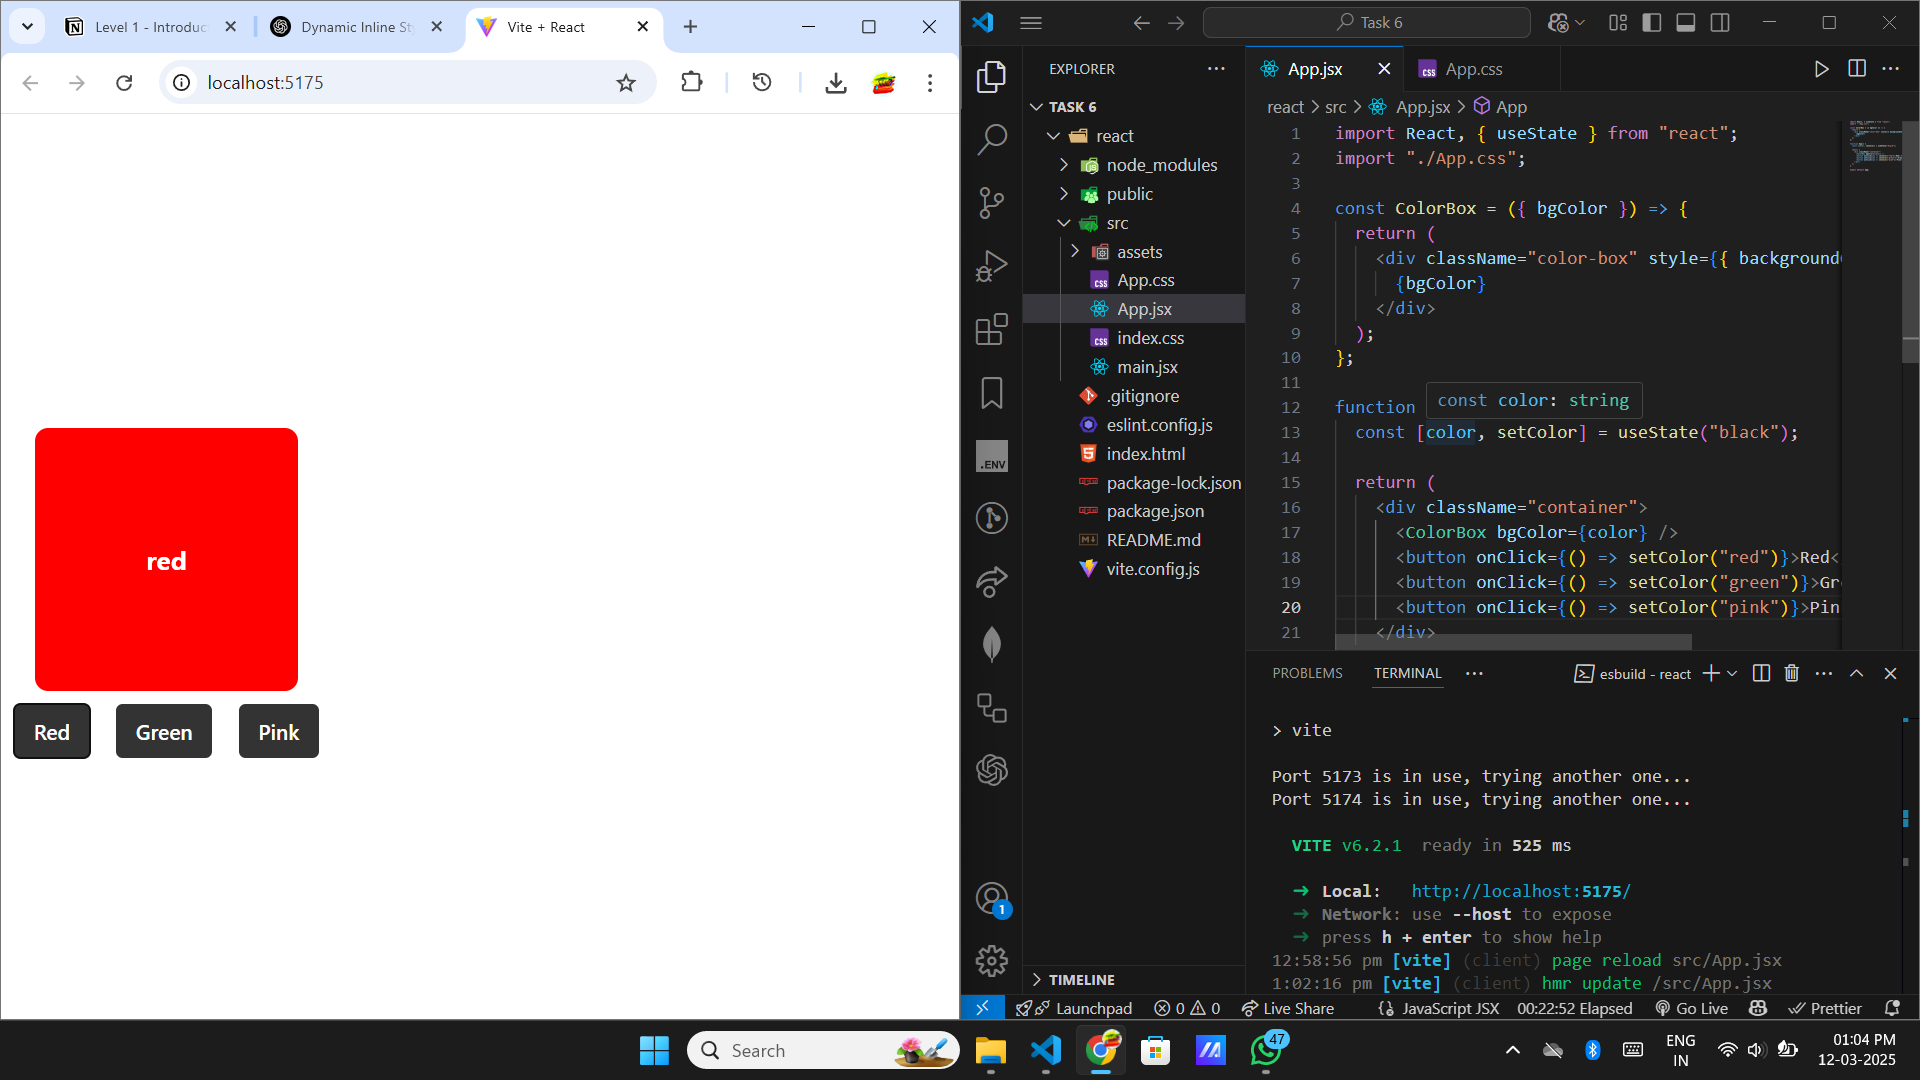 Level 1 - Introduc
Dynamic Inline St
Vite + React
localhost:5175
red
Red
Green
Pink
Task 6
EXPLORER
TASK 6
react
node_modules
public
src
assets
App.css
App.jsx
index.css
main.jsx
.gitignore
eslint.config.js
index.html
package-lock.json
package.json
README.md
vite.config.js
TIMELINE
.ENV
1
App.jsx
App.css
react > src > App.jsx > App
1 import React, { useState } from "react";
2 import "./App.css";
3
4 const ColorBox = ({ bgColor }) => {
5 return (
6 <div className="color-box" style={{ background
7 {bgColor}
8 </div>
9 );
10 };
11
12 function
const color: string
13 const [color, setColor] = useState("black");
14
15 return (
16 <div className="container">
17 <ColorBox bgColor={color} />
18 <button onClick={() => setColor("red")}>Red<
19 <button onClick={() => setColor("green")}>Gr
20 <button onClick={() => setColor("pink")}>Pin
21 </div>
PROBLEMS TERMINAL
esbuild - react
> vite
Port 5173 is in use, trying another one...
Port 5174 is in use, trying another one...
VITE v6.2.1 ready in 525 ms
➜ Local: http://localhost:5175/
➜ Network: use --host to expose
➜ press h + enter to show help
12:58:56 pm [vite] (client) page reload src/App.jsx
1:02:16 pm [vite] (client) hmr update /src/App.jsx
Launchpad 0 0 Live Share JavaScript JSX 00:22:52 Elapsed Go Live Prettier
Search
47
ENG
IN
01:04 PM
12-03-2025